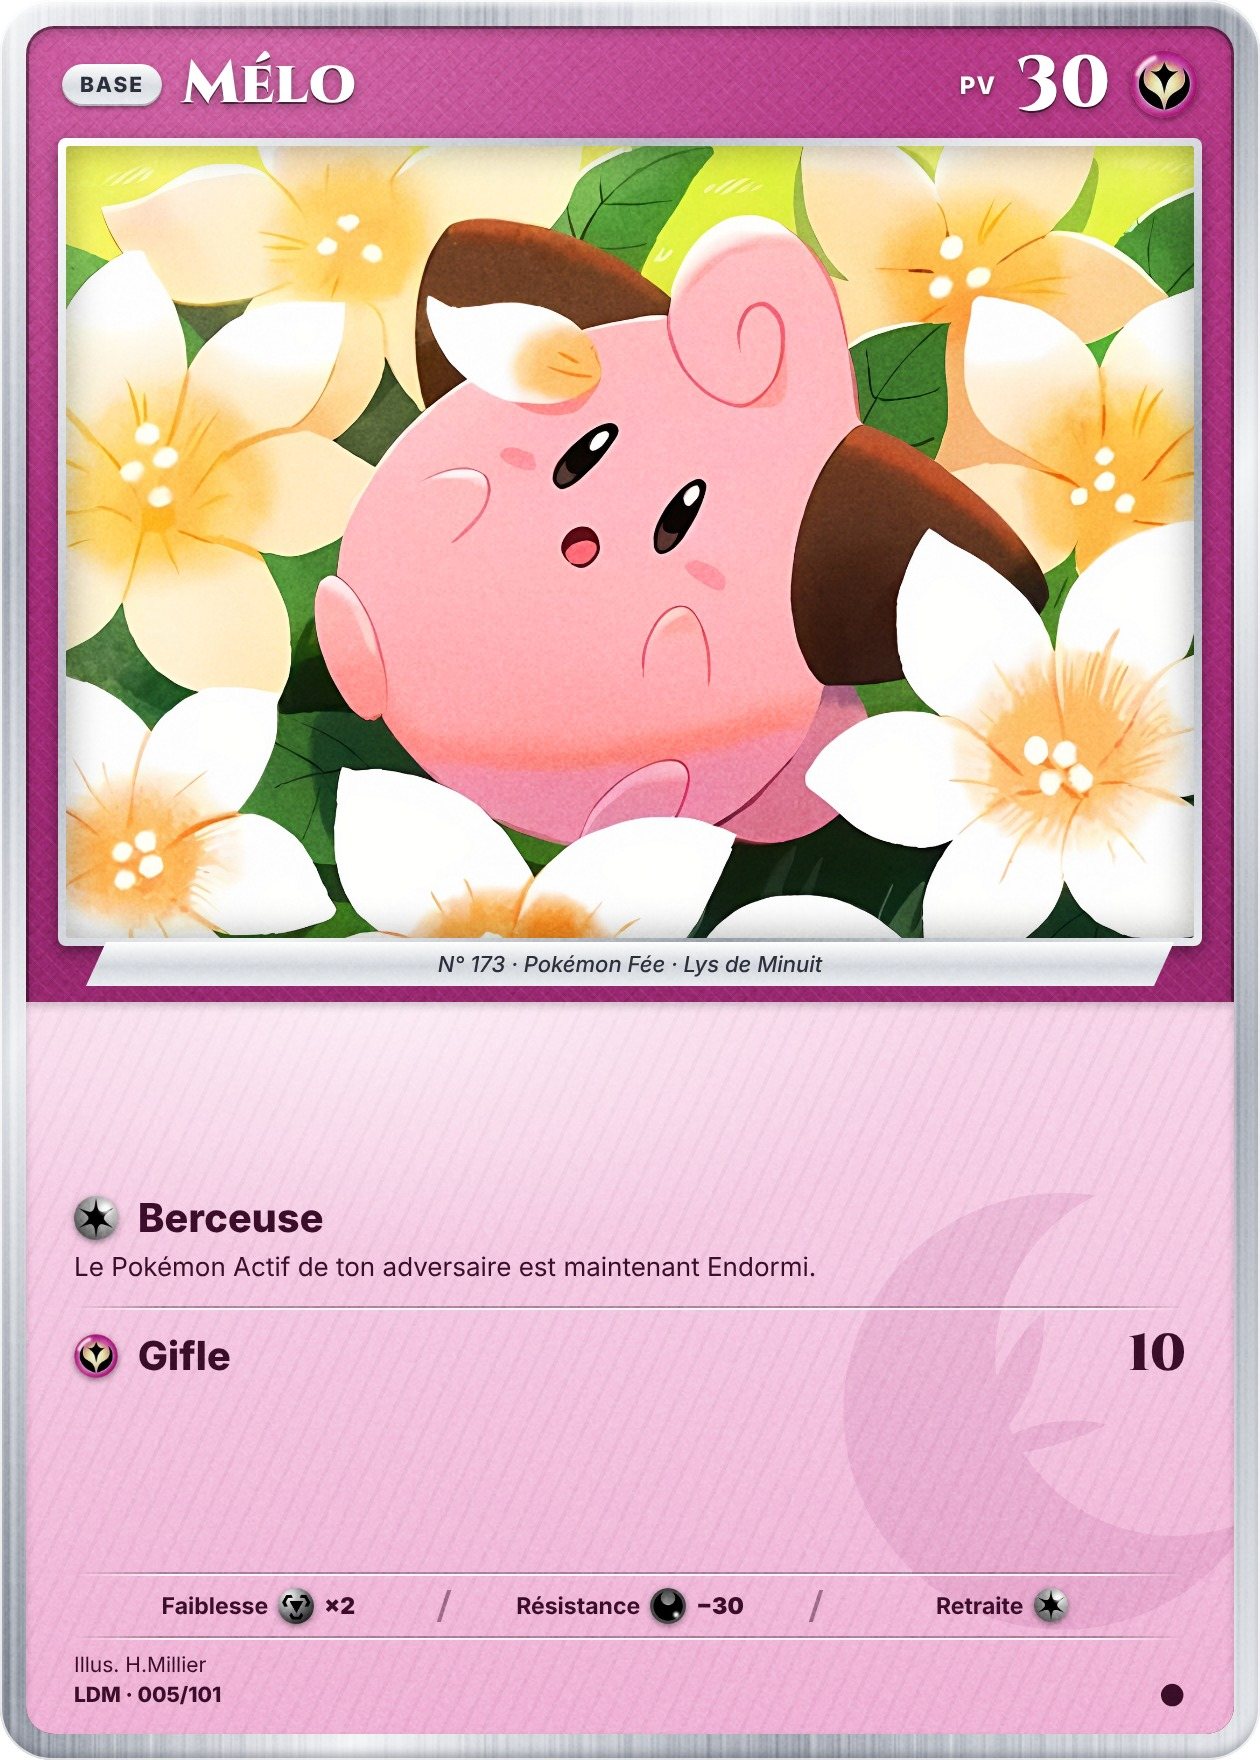 BASE MÉLO PV 30
N° 173 · Pokémon Fée · Lys de Minuit
Berceuse
Le Pokémon Actif de ton adversaire est maintenant Endormi.
Gifle 10
Faiblesse ×2 / Résistance −30 / Retraite
Illus. H.Millier
LDM · 005/101